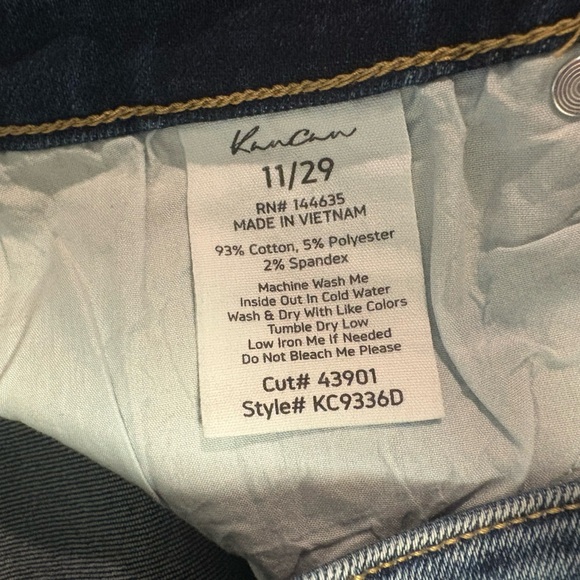 KanCan
11/29
RN# 144635
MADE IN VIETNAM
93% Cotton, 5% Polyester
2% Spandex
Machine Wash Me
Inside Out In Cold Water
Wash & Dry With Like Colors
Tumble Dry Low
Low Iron Me If Needed
Do Not Bleach Me Please
Cut# 43901
Style# KC9336D